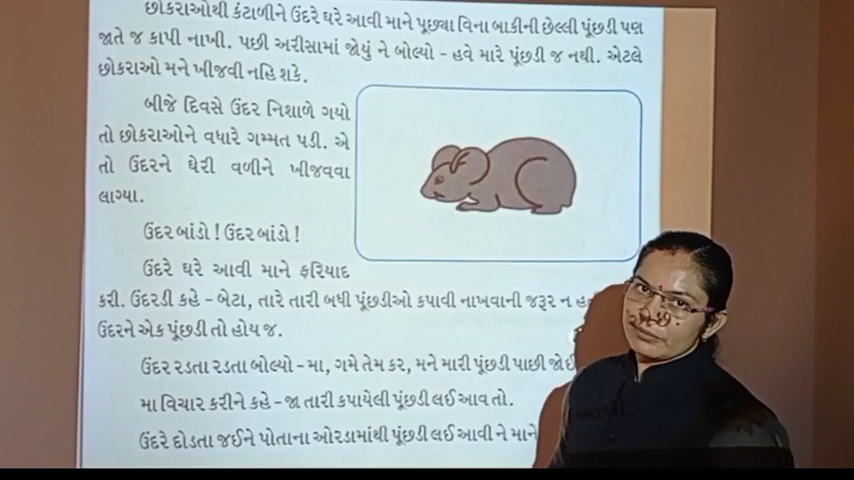 છોકરાઓથી કંટાળીને ઉંદરે ઘરે આવી માને પૂછ્યા વિના બાકીની છેલ્લી પૂંછડી પણ
જાતે જ કાપી નાખી. પછી અરીસામાં જોયું ને બોલ્યો – હવે મારે પૂંછડી જ નથી. એટલે
છોકરાઓ મને ખીજવી નહિ શકે.
બીજે દિવસે ઉંદર નિશાળે ગયો
તો છોકરાઓને વધારે ગમ્મત પડી. એ
તો ઉંદરને ઘેરી વળીને ખીજવવા
લાગ્યા.
ઉંદર બાંડો ! ઉંદર બાંડો !
ઉંદરે ઘરે આવી માને ફરિયાદ
કરી. ઉંદરડી કહે – બેટા, તારે તારી બધી પૂંછડીઓ કપાવી નાખવાની જરૂર ન
ઉંદરને એક પૂંછડી તો હોય જ.
ઉંદર રડતા રડતા બોલ્યો – મા, ગમે તેમ કર, મને મારી પૂંછડી પાછી
મા વિચાર કરીને કહે – જા તારી કપાયેલી પૂંછડી લઈ આવ તો.
ઉંદરે દોડતા જઈને પોતાના ઓરડામાંથી પૂંછડી લઈ આવી ને માને